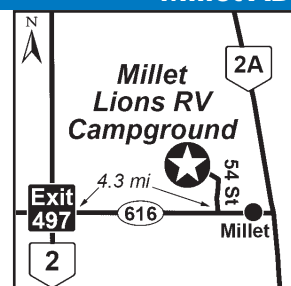 N
2A
Millet
Lions RV
Campground
54 St
4.3 mi
Exit
497
616
Millet
2